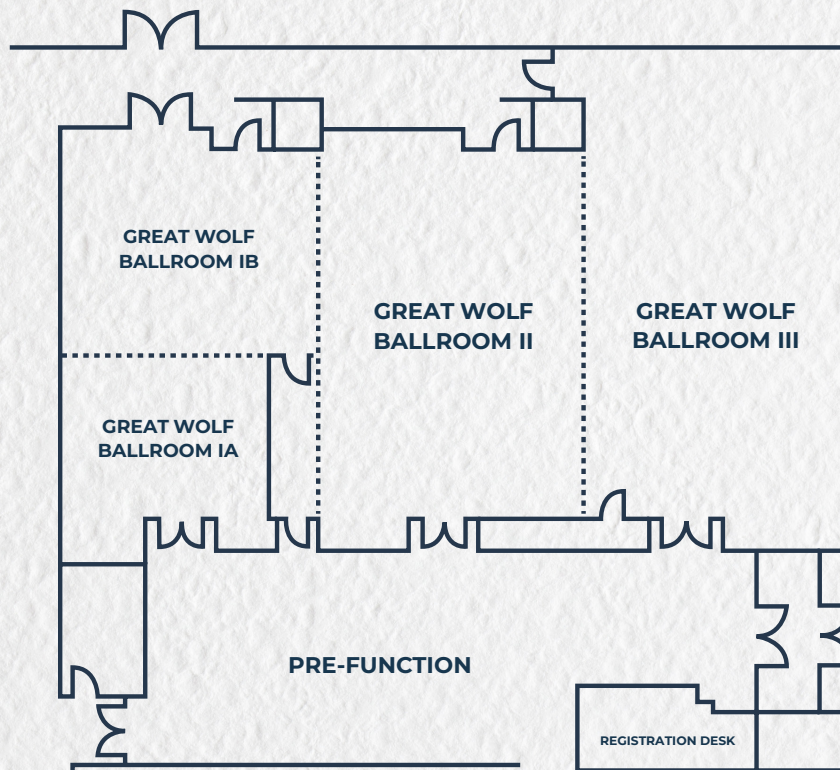 GREAT WOLF
BALLROOM IB
GREAT WOLF
BALLROOM II
GREAT WOLF
BALLROOM III
GREAT WOLF
BALLROOM IA
PRE-FUNCTION
REGISTRATION DESK